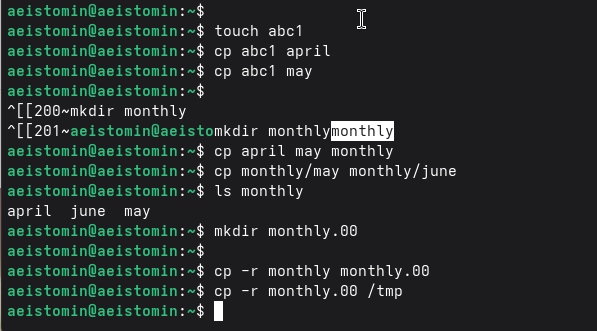 aeistomin@aeistomin:~$
aeistomin@aeistomin:~$ touch abc1
aeistomin@aeistomin:~$ cp abc1 april
aeistomin@aeistomin:~$ cp abc1 may
aeistomin@aeistomin:~$
^[[200~mkdir monthly
^[[201~aeistomin@aeistomkdir monthlymonthly
aeistomin@aeistomin:~$ cp april may monthly
aeistomin@aeistomin:~$ cp monthly/may monthly/june
aeistomin@aeistomin:~$ ls monthly
april  june  may
aeistomin@aeistomin:~$ mkdir monthly.00
aeistomin@aeistomin:~$
aeistomin@aeistomin:~$ cp -r monthly monthly.00
aeistomin@aeistomin:~$ cp -r monthly.00 /tmp
aeistomin@aeistomin:~$